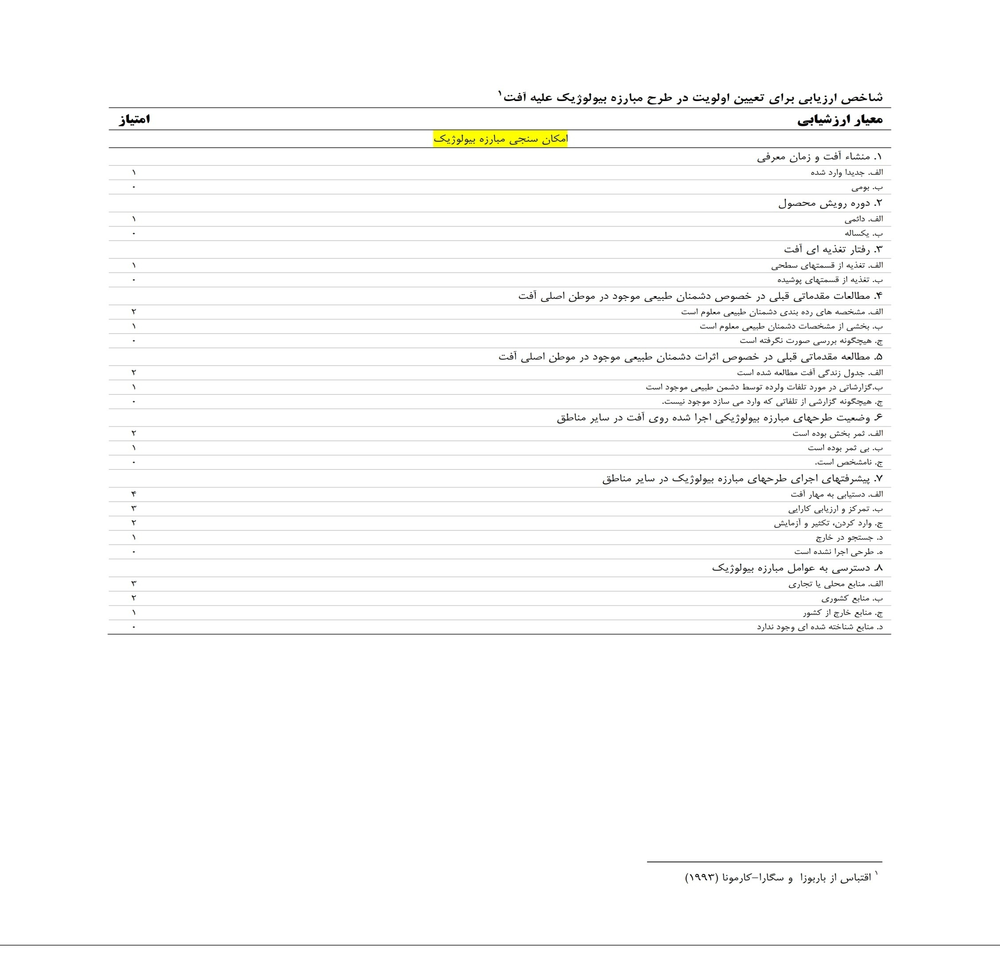 شاخص ارزیابی برای تعیین اولویت در طرح مبارزه بیولوژیک علیه آفت۱
معیار ارزشیابی امتیاز
امکان سنجی مبارزه بیولوژیک
۱. منشاء آفت و زمان معرفی
الف. جدیدا وارد شده ۱
ب. بومی ۰
۲. دوره رویش محصول
الف. دائمی ۱
ب. یکساله ۰
۳. رفتار تغذیه ای آفت
الف. تغذیه از قسمتهای سطحی ۱
ب. تغذیه از قسمتهای پوشیده ۰
۴. مطالعات مقدماتی قبلی در خصوص دشمنان طبیعی موجود در موطن اصلی آفت
الف. مشخصه های رده بندی دشمنان طبیعی معلوم است ۲
ب. بخشی از مشخصات دشمنان طبیعی معلوم است ۱
ج. هیچگونه بررسی صورت نگرفته است ۰
۵. مطالعه مقدماتی قبلی در خصوص اثرات دشمنان طبیعی موجود در موطن اصلی آفت
الف. جدول زندگی آفت مطالعه شده است ۲
ب.گزارشاتی در مورد تلفات ولرده توسط دشمن طبیعی موجود است ۱
ج. هیچگونه گزارشی از تلفاتی که وارد می سازد موجود نیست. ۰
۶. وضعیت طرحهای مبارزه بیولوژیکی اجرا شده روی آفت در سایر مناطق
الف. ثمر بخش بوده است ۲
ب. بی ثمر بوده است ۱
ج. نامشخص است. ۰
۷. پیشرفتهای اجرای طرحهای مبارزه بیولوژیک در سایر مناطق
الف. دستیابی به مهار آفت ۴
ب. تمرکز و ارزیابی کارایی ۳
ج. وارد کردن، تکثیر و آزمایش ۲
د. جستجو در خارج ۱
ه. طرحی اجرا نشده است ۰
۸. دسترسی به عوامل مبارزه بیولوژیک
الف. منابع محلی یا تجاری ۳
ب. منابع کشوری ۲
ج. منابع خارج از کشور ۱
د. منابع شناخته شده ای وجود ندارد ۰
۱ اقتباس از باربوزا و سگارا–کارمونا (۱۹۹۳)